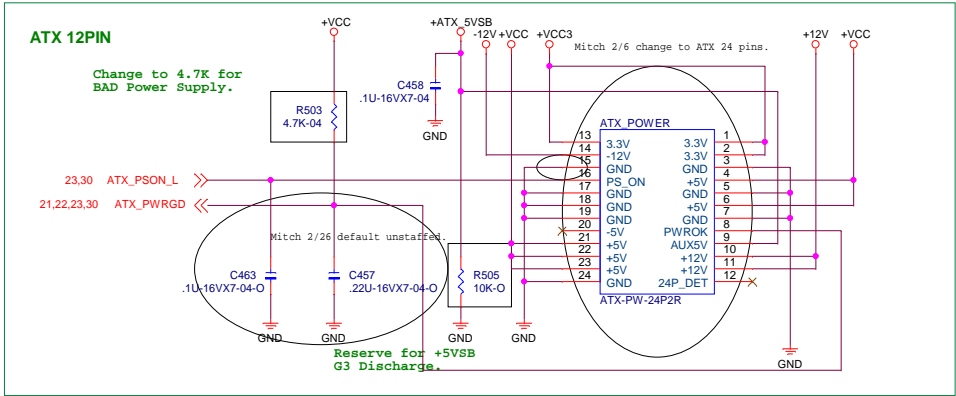 ATX 12PIN
+VCC
+ATX_5VSB
-12V
+VCC
+VCC3
+12V
+VCC
Mitch 2/6 change to ATX 24 pins.
Change to 4.7K for
BAD Power Supply.
C458
.1U-16VX7-04
GND
R503
4.7K-04
ATX_POWER
13 3.3V 3.3V 1
14 -12V 3.3V 2
15 GND GND 3
16 PS_ON +5V 4
17 GND GND 5
18 GND +5V 6
19 GND GND 7
20 -5V PWROK 8
21 +5V AUX5V 9
22 +5V +12V 10
23 +5V +12V 11
24 GND 24P_DET 12
ATX-PW-24P2R
23,30 ATX_PSON_L
21,22,23,30 ATX_PWRGD
Mitch 2/26 default unstaffed.
C463
.1U-16VX7-04-O
C457
.22U-16VX7-04-O
R505
10K-O
GND
GND
GND
GND
GND
Reserve for +5VSB
G3 Discharge.